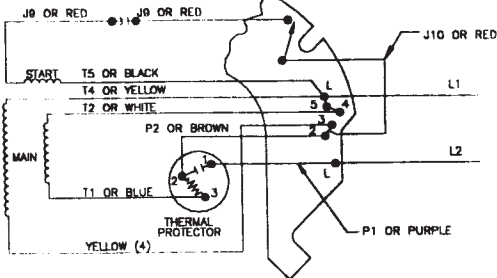 J9 OR RED J9 OR RED
J10 OR RED
START
T5 OR BLACK
T4 OR YELLOW
L
L1
T2 OR WHITE
5
4
3
P2 OR BROWN
2
MAIN
1
L2
2
L
3
T1 OR BLUE
THERMAL
PROTECTOR
P1 OR PURPLE
YELLOW (4)